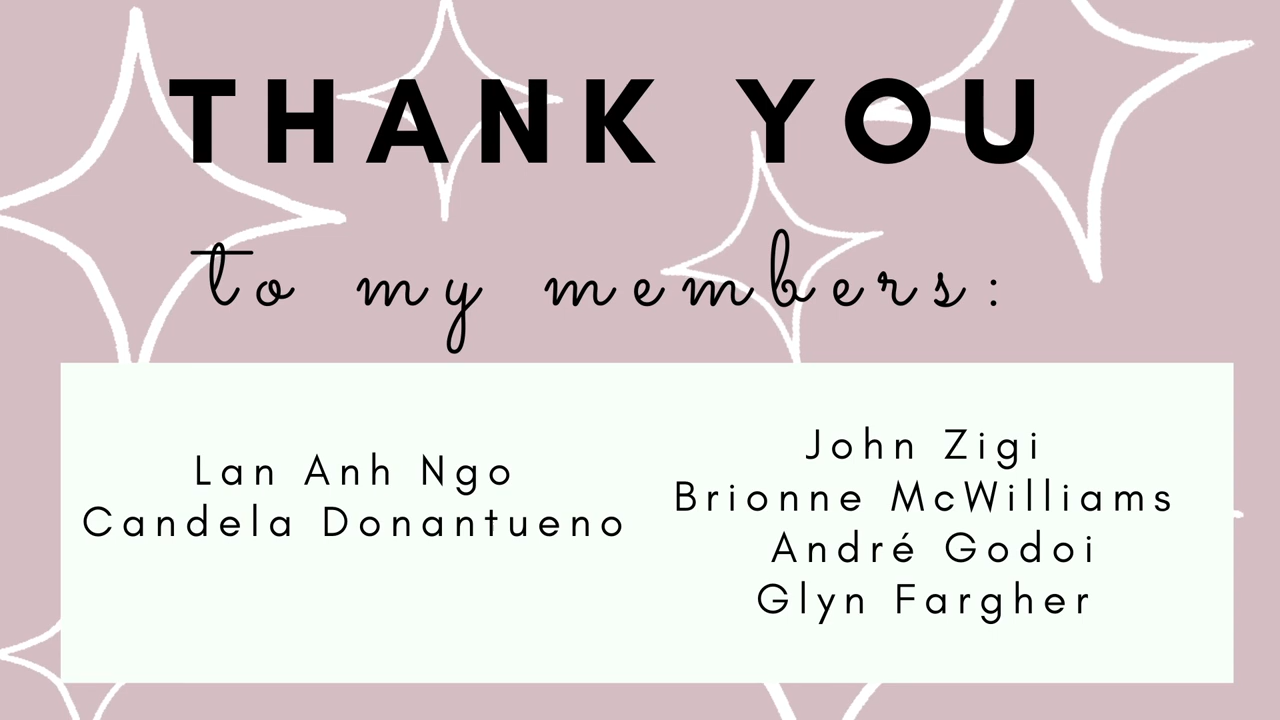 THANK YOU
to my members:
Lan Anh Ngo
Candela Donantueno
John Zigi
Brionne McWilliams
André Godoi
Glyn Fargher